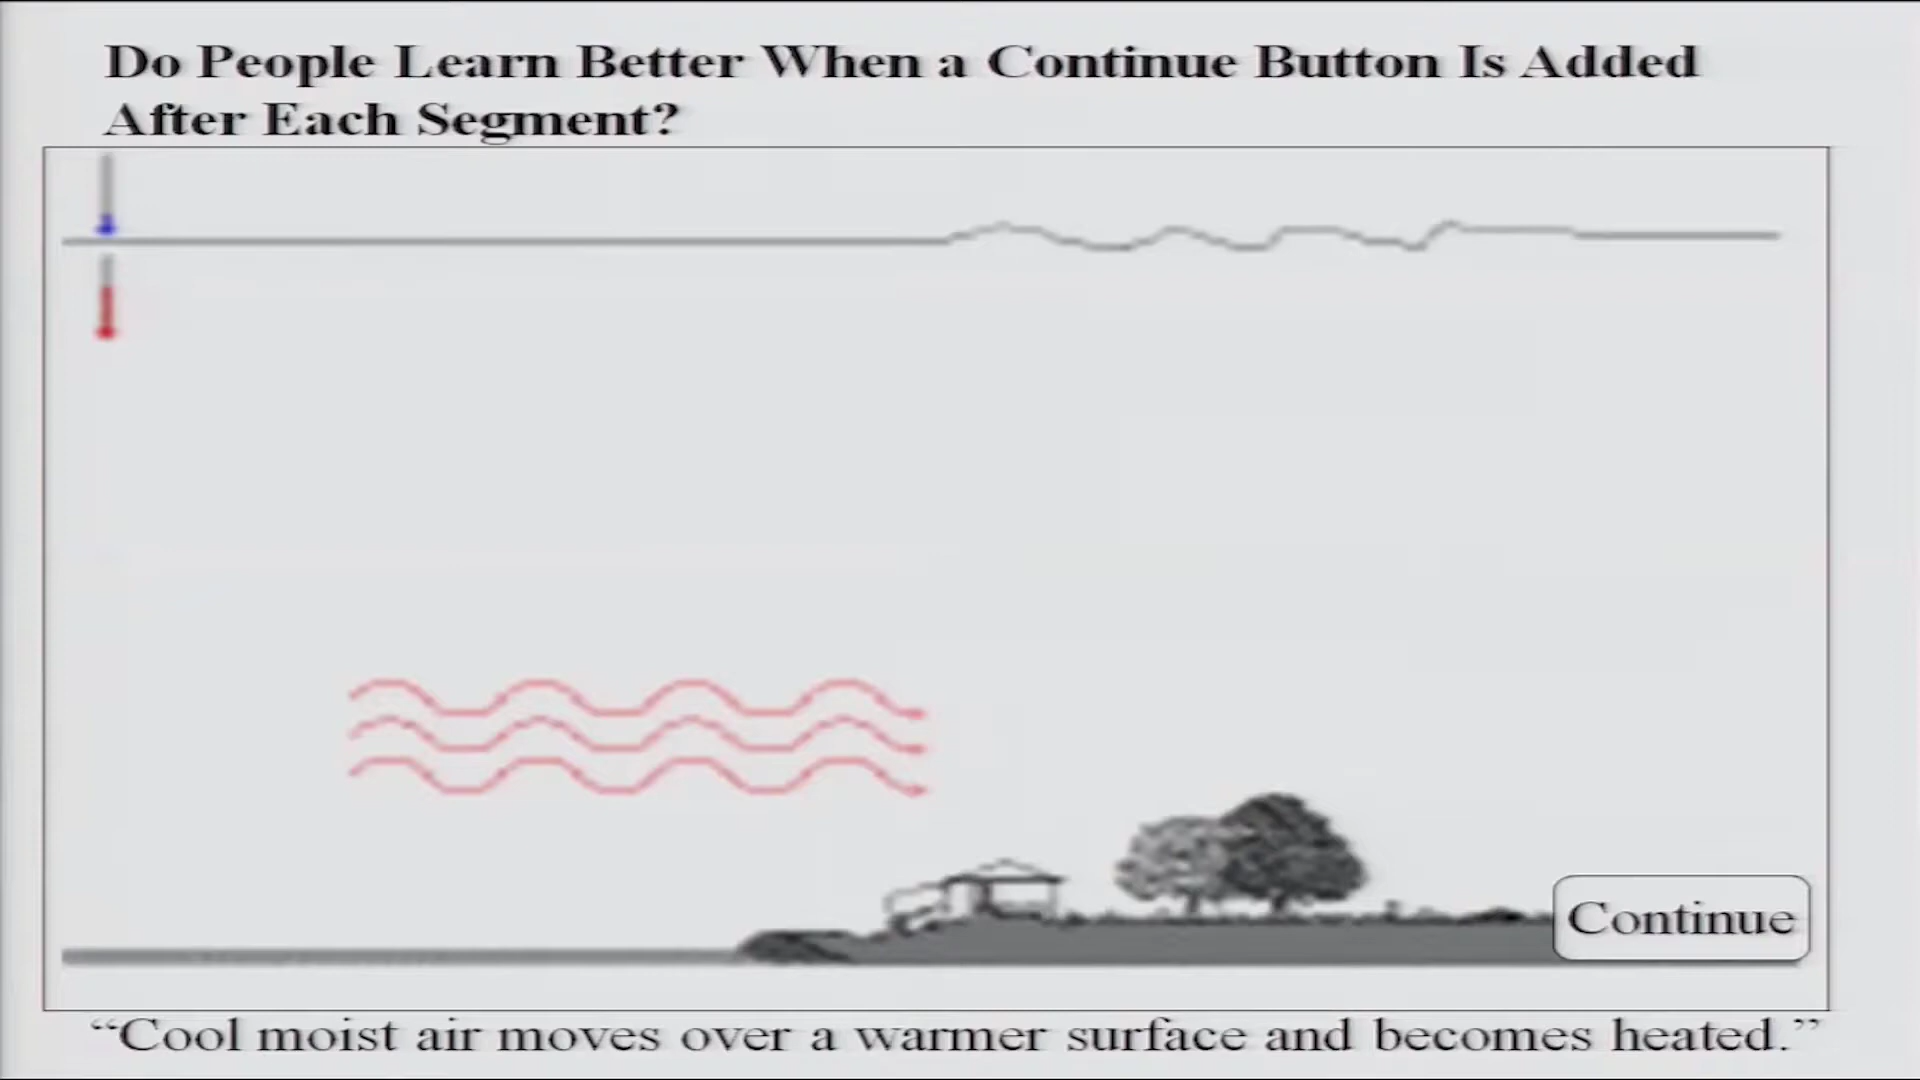 Do People Learn Better When a Continue Button Is Added
After Each Segment?
Continue
“Cool moist air moves over a warmer surface and becomes heated.”